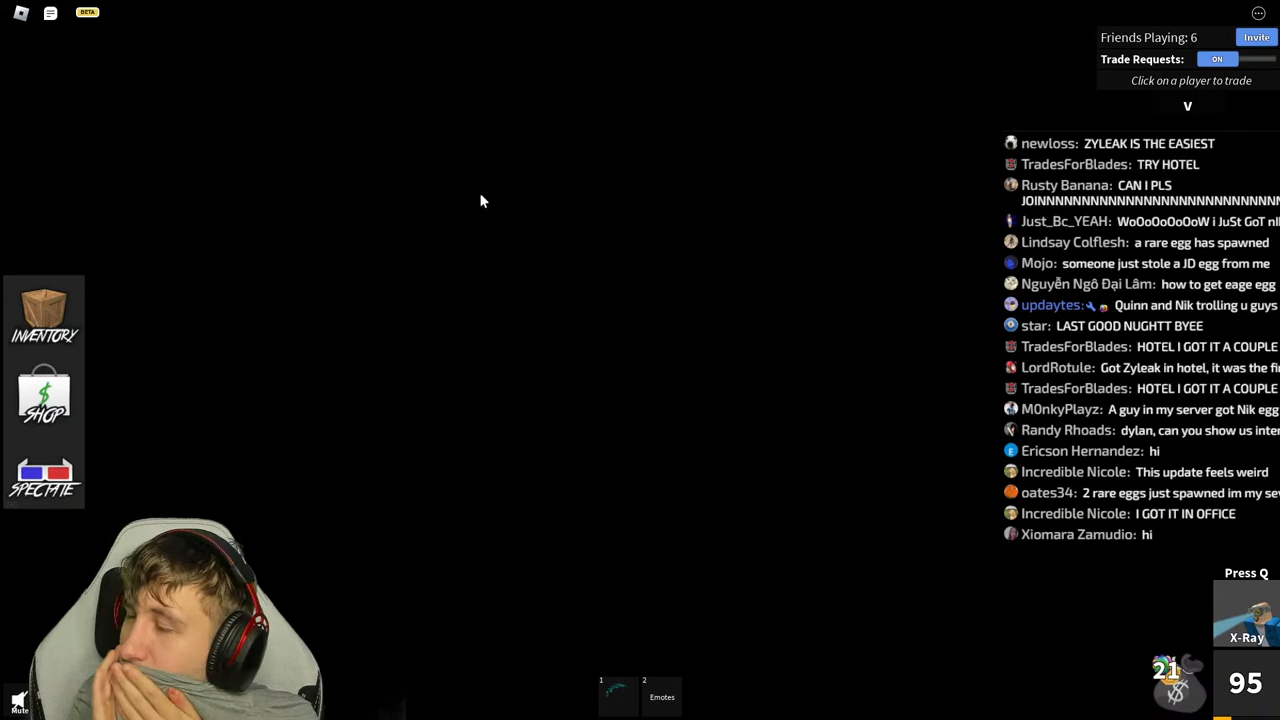 BETA
Friends Playing: 6
Invite
Trade Requests:
ON
Click on a player to trade
v
newloss: ZYLEAK IS THE EASIEST
TradesForBlades: TRY HOTEL
Rusty Banana: CAN I PLS
JOINNNNNNNNNNNNNNNNNNNNNNNNNN
Just_Bc_YEAH: WoOoOoOoOoW i JuSt GoT nI
Lindsay Colflesh: a rare egg has spawned
Mojo: someone just stole a JD egg from me
Nguyễn Ngô Đại Lâm: how to get eage egg
updaytes: Quinn and Nik trolling u guys
star: LAST GOOD NUGHTT BYEE
TradesForBlades: HOTEL I GOT IT A COUPLE
LordRotule: Got Zyleak in hotel, it was the fi
TradesForBlades: HOTEL I GOT IT A COUPLE
M0nkyPlayz: A guy in my server got Nik egg
Randy Rhoads: dylan, can you show us inte
Ericson Hernandez: hi
Incredible Nicole: This update feels weird
oates34: 2 rare eggs just spawned im my se
Incredible Nicole: I GOT IT IN OFFICE
Xiomara Zamudio: hi
INVENTORY
SHOP
SPECTATE
Press Q
X-Ray
21
95
1
2
Emotes
Mute